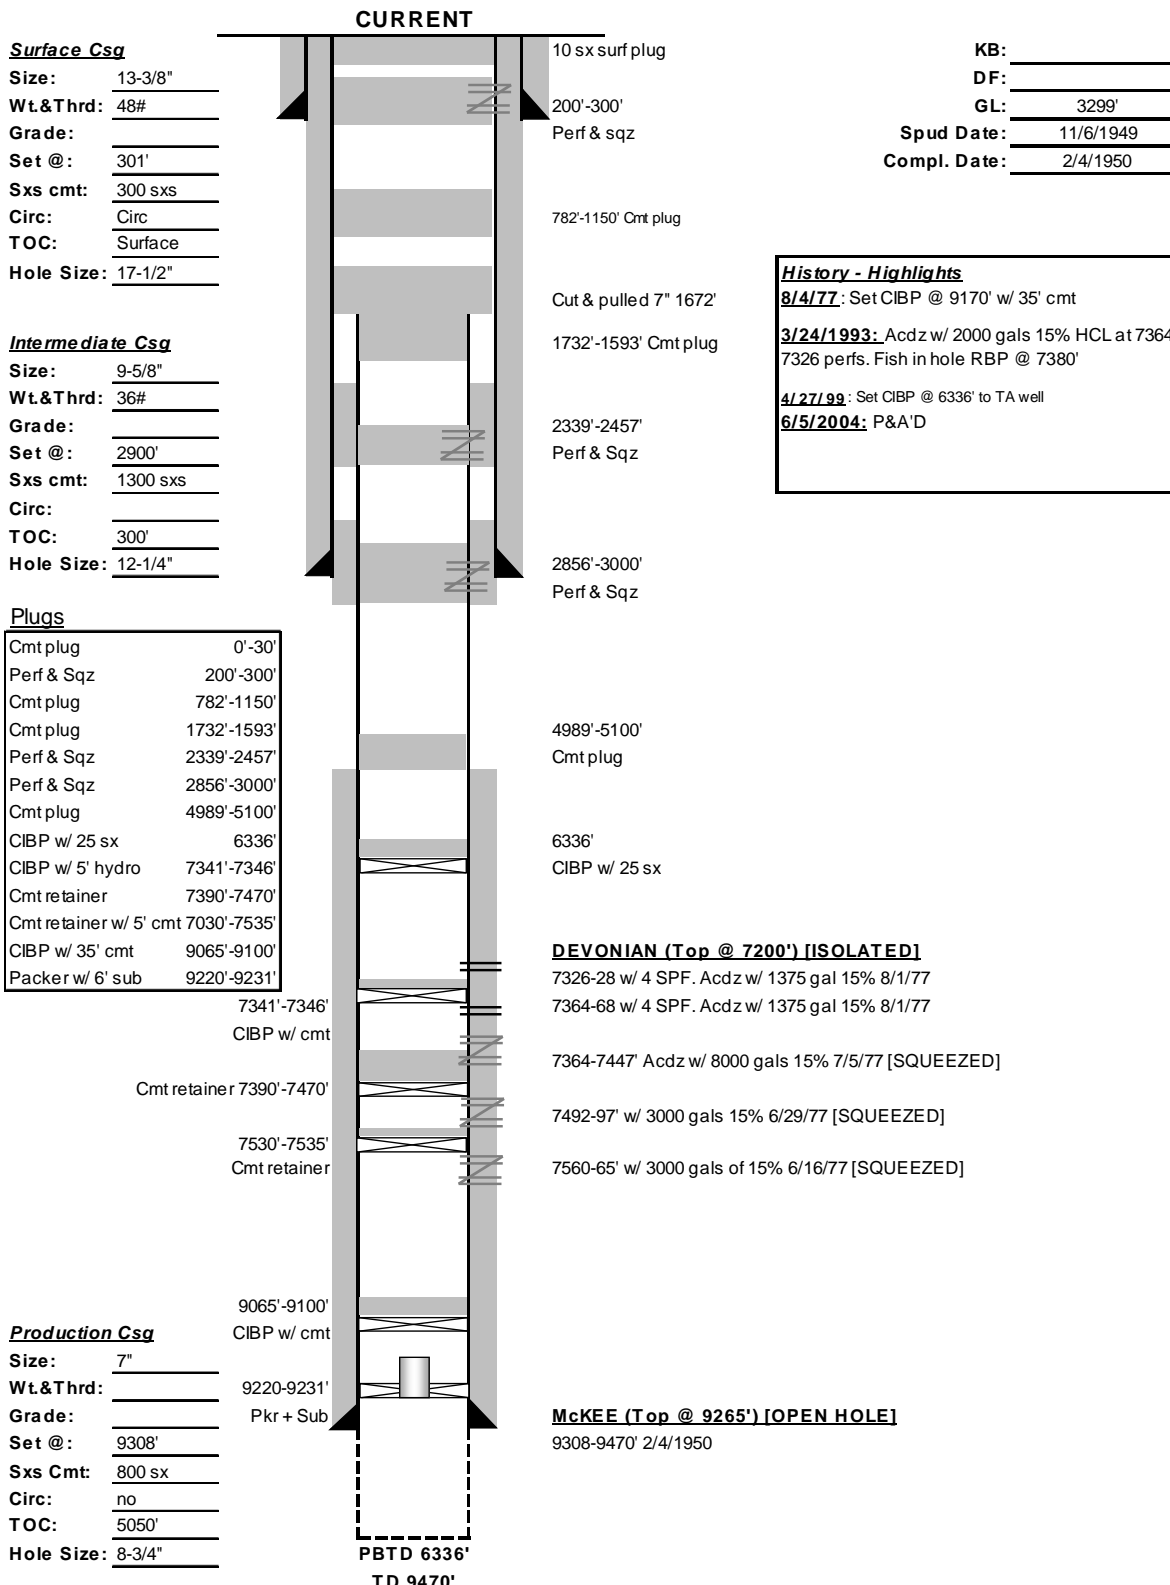 CURRENT
Surface Csg
Size: 13-3/8"
Wt.&Thrd: 48#
Grade:
Set @: 301'
Sxs cmt: 300 sxs
Circ: Circ
TOC: Surface
Hole Size: 17-1/2"
10 sx surf plug
200'-300'
Perf & sqz
782'-1150' Cmt plug
Cut & pulled 7" 1672'
1732'-1593' Cmt plug
2339'-2457'
Perf & Sqz
2856'-3000'
Perf & Sqz
4989'-5100'
Cmt plug
6336'
CIBP w/ 25 sx
KB:
DF:
GL: 3299'
Spud Date: 11/6/1949
Compl. Date: 2/4/1950
History - Highlights
8/4/77: Set CIBP @ 9170' w/ 35' cmt
3/24/1993: Acdz w/ 2000 gals 15% HCL at 7364
7326 perfs. Fish in hole RBP @ 7380'
4/27/99: Set CIBP @ 6336' to TA well
6/5/2004: P&A'D
Intermediate Csg
Size: 9-5/8"
Wt.&Thrd: 36#
Grade:
Set @: 2900'
Sxs cmt: 1300 sxs
Circ:
TOC: 300'
Hole Size: 12-1/4"
Plugs
Cmt plug 0'-30'
Perf & Sqz 200'-300'
Cmt plug 782'-1150'
Cmt plug 1732'-1593'
Perf & Sqz 2339'-2457'
Perf & Sqz 2856'-3000'
Cmt plug 4989'-5100'
CIBP w/ 25 sx 6336'
CIBP w/ 5' hydro 7341'-7346'
Cmt retainer 7390'-7470'
Cmt retainer w/ 5' cmt 7030'-7535'
CIBP w/ 35' cmt 9065'-9100'
Packer w/ 6' sub 9220'-9231'
7341'-7346'
CIBP w/ cmt
Cmt retainer 7390'-7470'
7530'-7535'
Cmt retainer
9065'-9100'
CIBP w/ cmt
9220-9231'
Pkr + Sub
DEVONIAN (Top @ 7200') [ISOLATED]
7326-28 w/ 4 SPF. Acdz w/ 1375 gal 15% 8/1/77
7364-68 w/ 4 SPF. Acdz w/ 1375 gal 15% 8/1/77
7364-7447' Acdz w/ 8000 gals 15% 7/5/77 [SQUEEZED]
7492-97' w/ 3000 gals 15% 6/29/77 [SQUEEZED]
7560-65' w/ 3000 gals of 15% 6/16/77 [SQUEEZED]
McKEE (Top @ 9265') [OPEN HOLE]
9308-9470' 2/4/1950
Production Csg
Size: 7"
Wt.&Thrd:
Grade:
Set @: 9308'
Sxs Cmt: 800 sx
Circ: no
TOC: 5050'
Hole Size: 8-3/4"
PBTD 6336'
TD 9470'